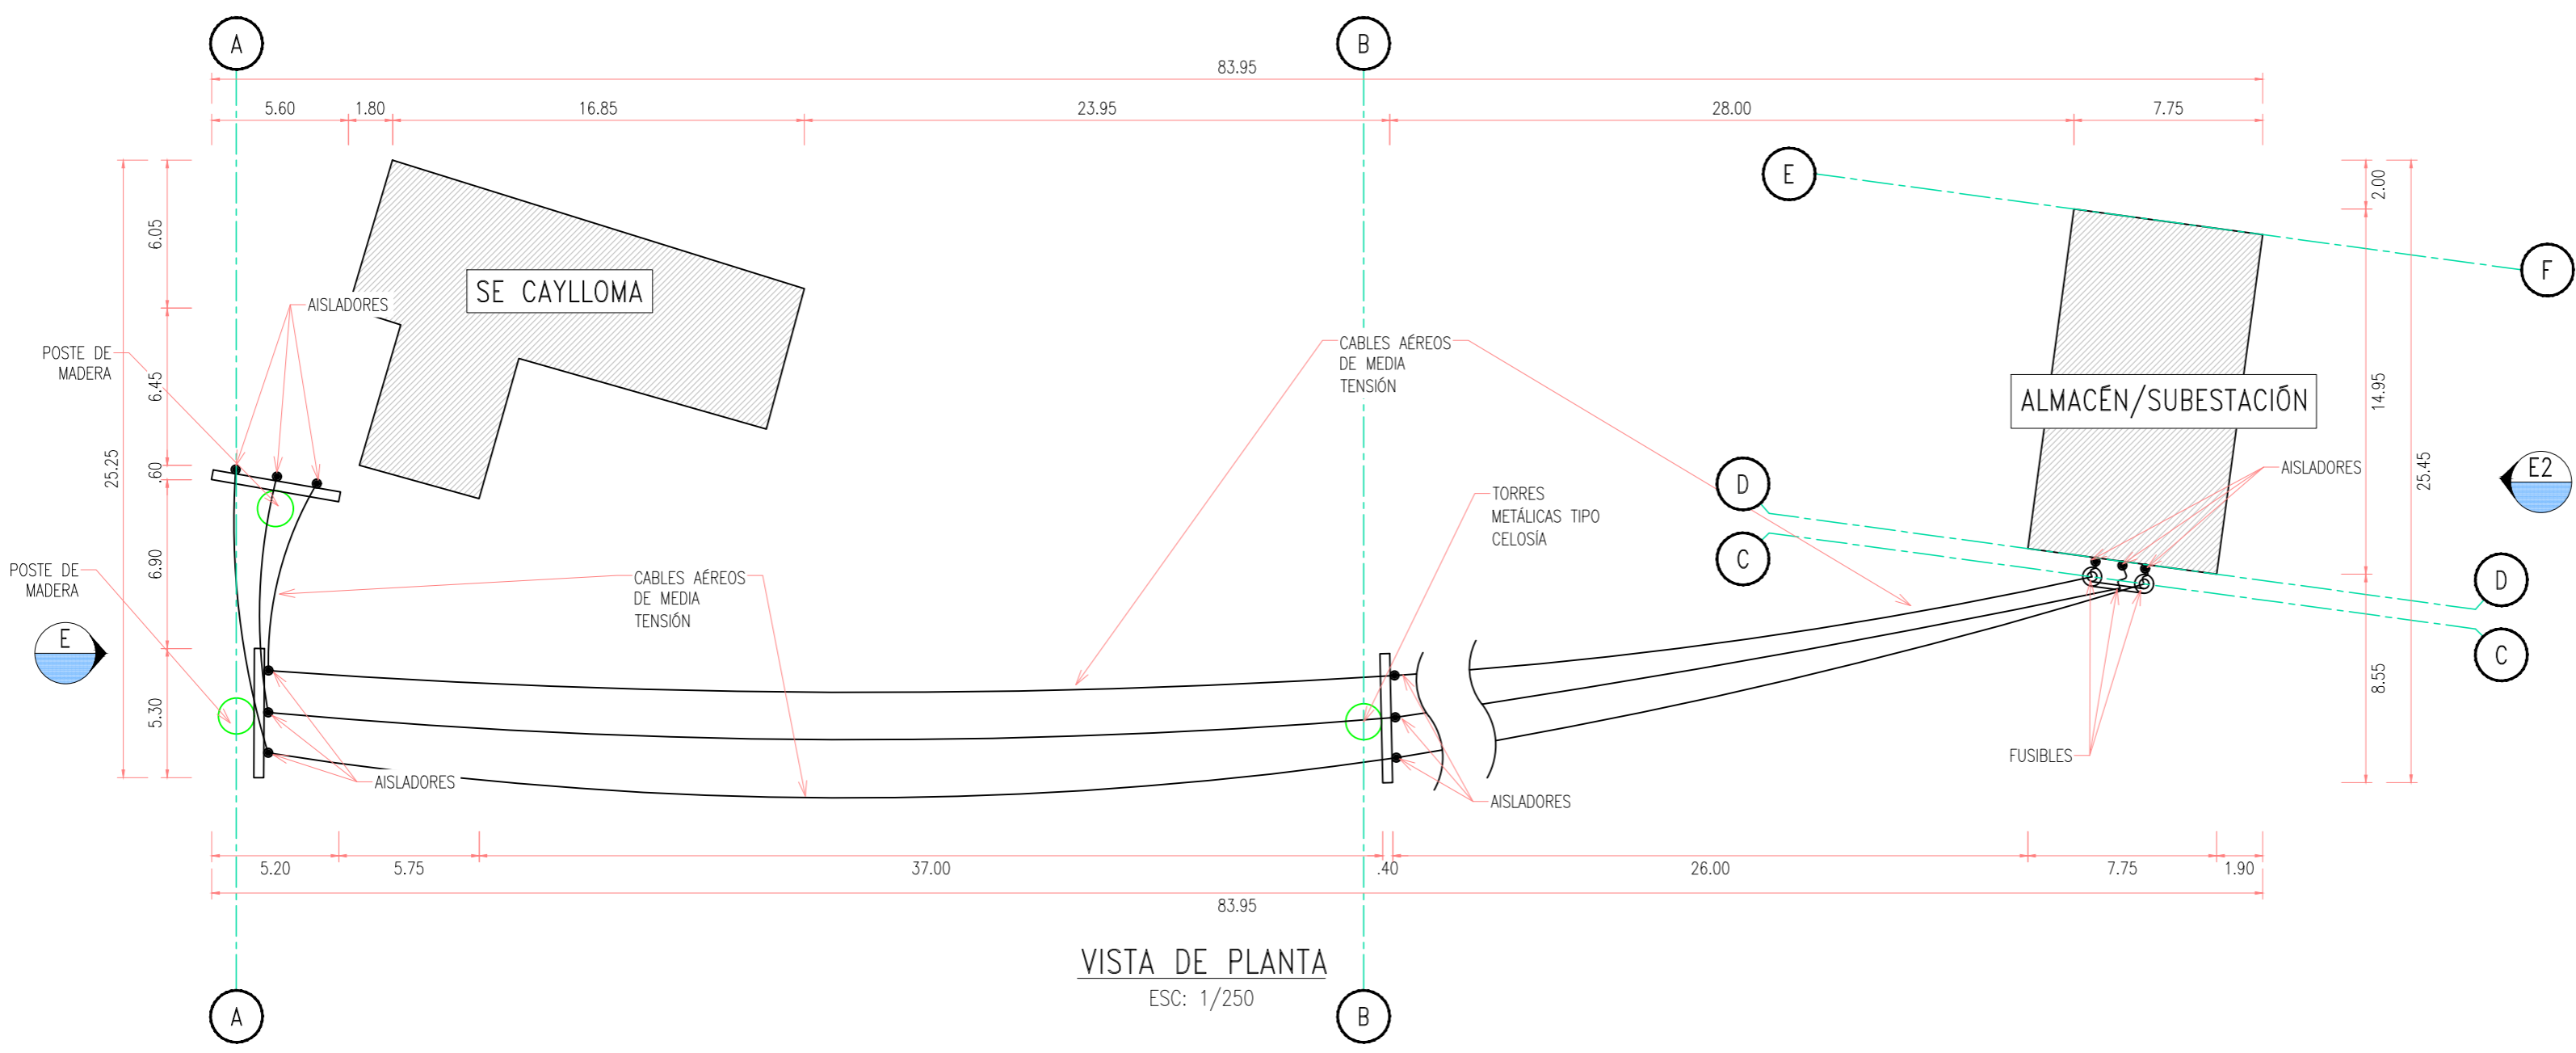 A
B
83.95
5.60
1.80
16.85
23.95
28.00
7.75
E
F
2.00
14.95
25.45
8.55
6.05
6.45
.60
6.90
5.30
25.25
SE CAYLLOMA
AISLADORES
POSTE DE
MADERA
CABLES AÉREOS
DE MEDIA
TENSIÓN
ALMACÉN/SUBESTACIÓN
AISLADORES
E2
D
C
TORRES
METÁLICAS TIPO
CELOSÍA
POSTE DE
MADERA
CABLES AÉREOS
DE MEDIA
TENSIÓN
D
C
E
FUSIBLES
AISLADORES
AISLADORES
5.20
5.75
37.00
.40
26.00
7.75
1.90
83.95
VISTA DE PLANTA
ESC: 1/250
A
B